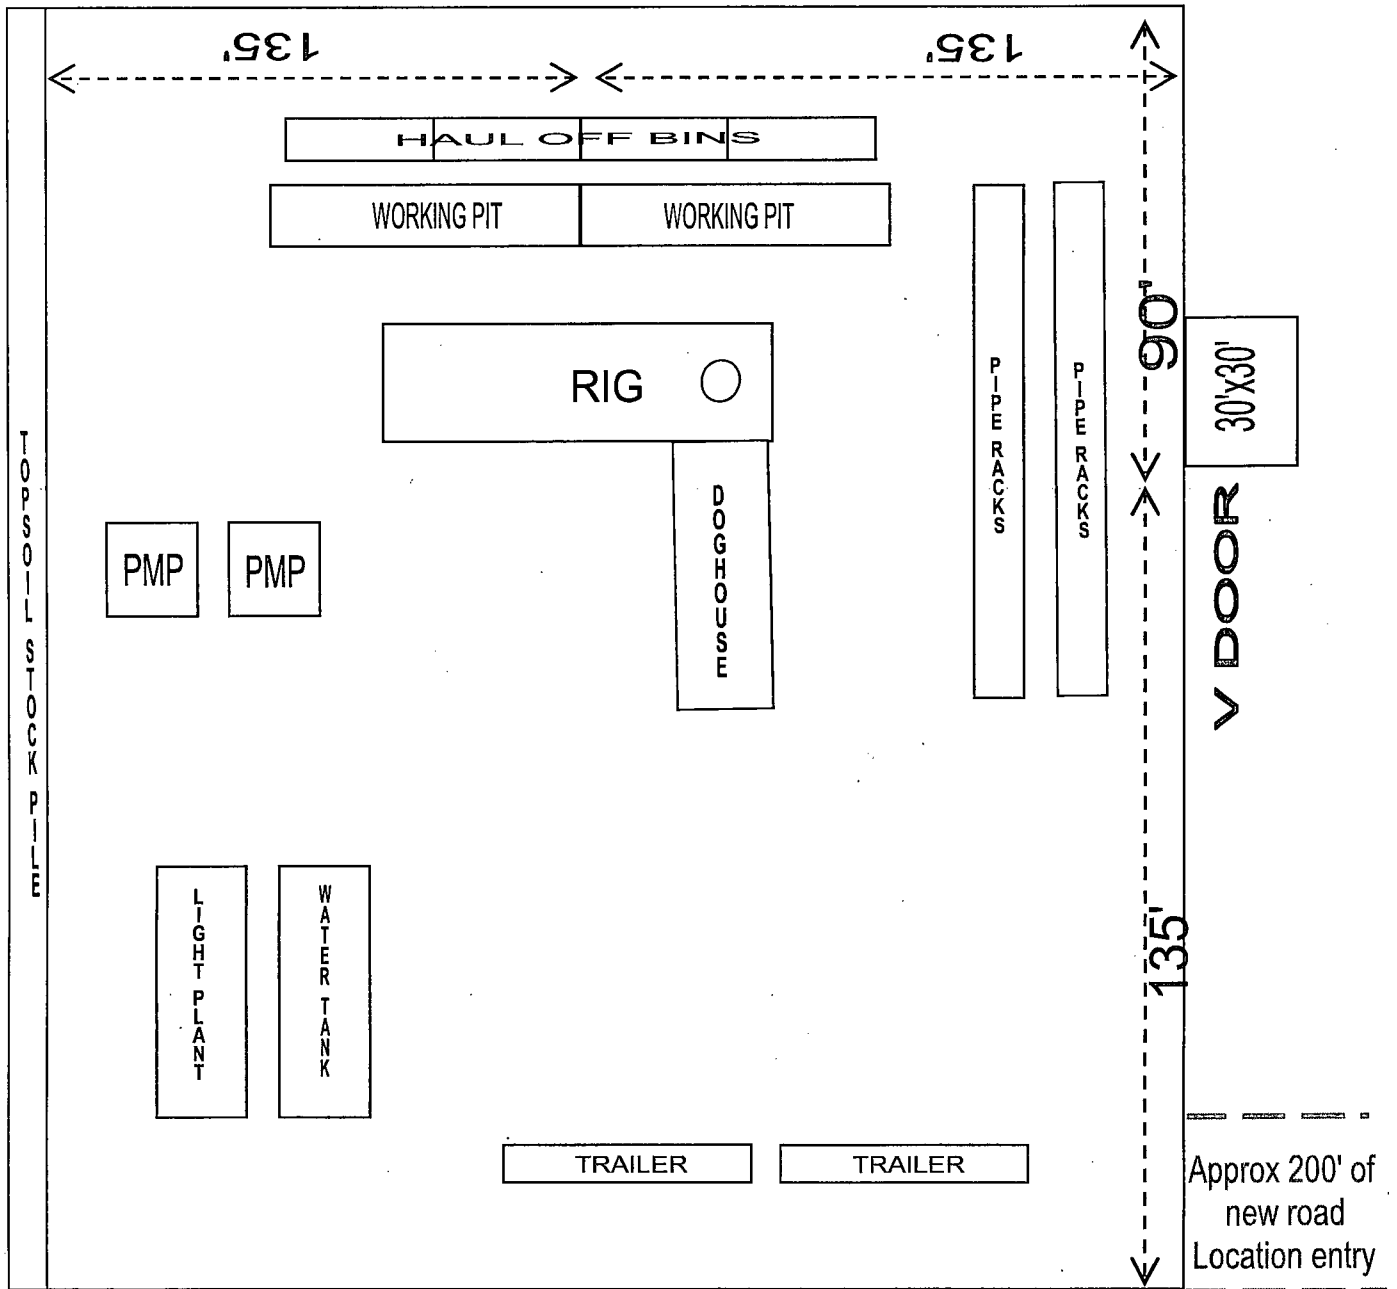 135'
135'
HAUL OFF BINS
WORKING PIT
WORKING PIT
90'
30'x30'
RIG
PIPE RACKS
PIPE RACKS
TOPSOIL STOCK PILE
DOGHOUSE
V DOOR
PMP
PMP
LIGHT PLANT
WATER TANK
135'
TRAILER
TRAILER
Approx 200' of
new road
Location entry